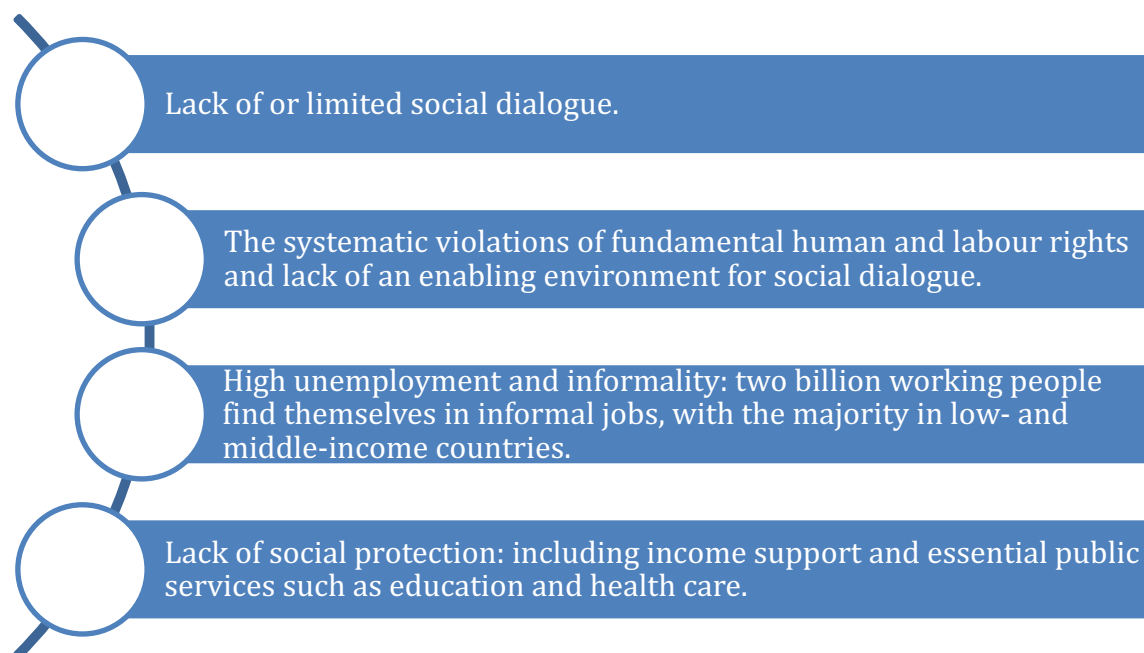 Lack of or limited social dialogue.
The systematic violations of fundamental human and labour rights
and lack of an enabling environment for social dialogue.
High unemployment and informality: two billion working people
find themselves in informal jobs, with the majority in low- and
middle-income countries.
Lack of social protection: including income support and essential public
services such as education and health care.